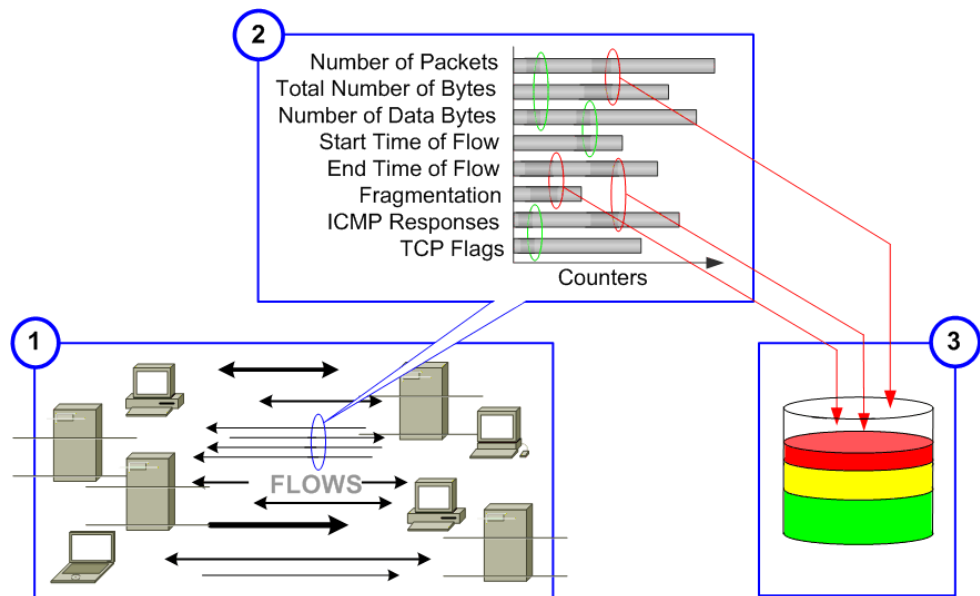 2
Number of Packets
Total Number of Bytes
Number of Data Bytes
Start Time of Flow
End Time of Flow
Fragmentation
ICMP Responses
TCP Flags
Counters
1
FLOWS
3